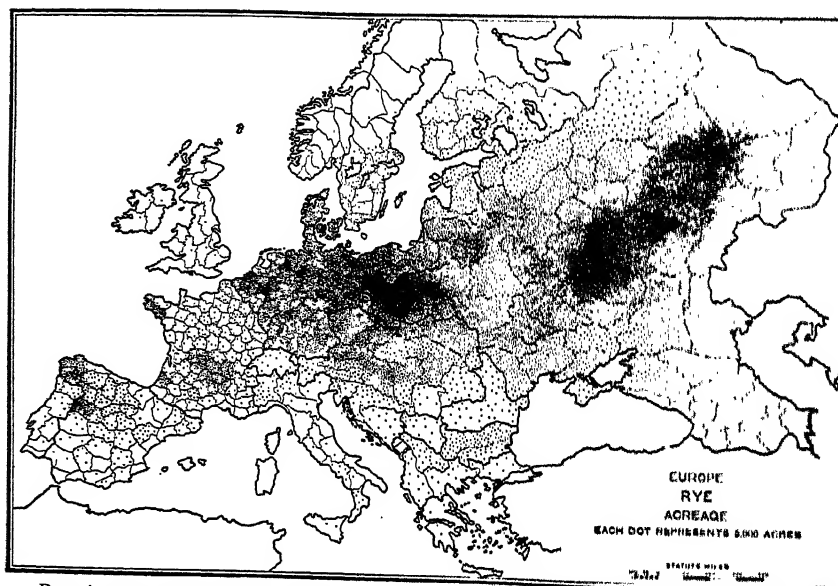 EUROPE
RYE
ACREAGE
EACH DOT REPRESENTS 5,000 ACRES
STATUTE MILES